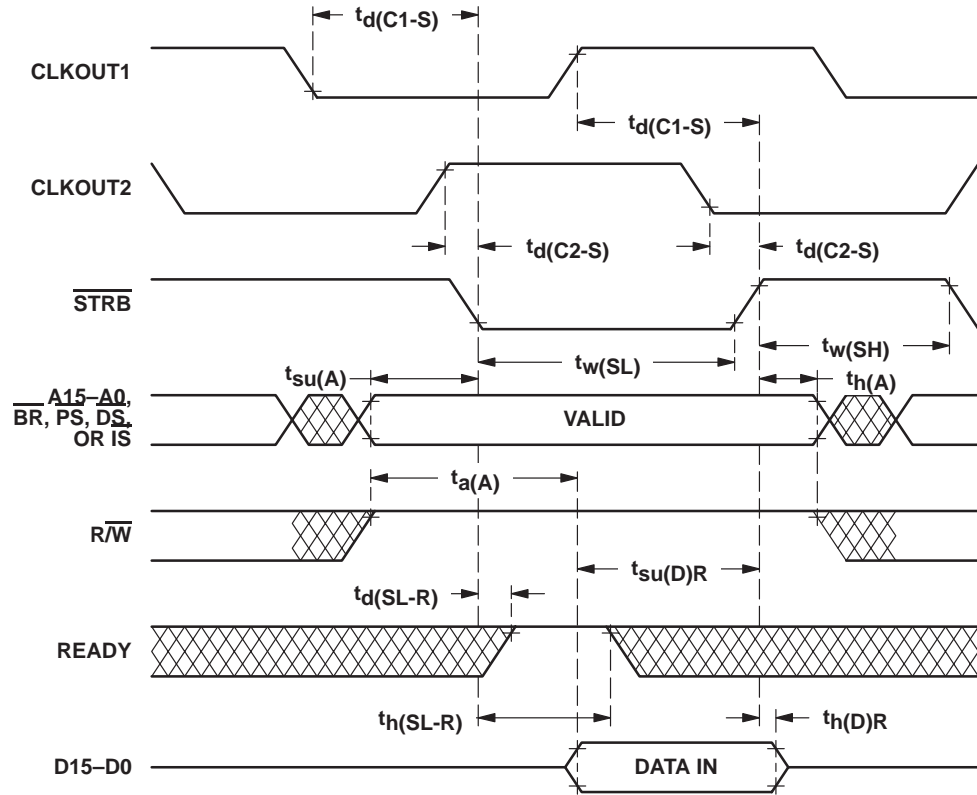 td(C1-S)
CLKOUT1
td(C1-S)
CLKOUT2
td(C2-S)
td(C2-S)
STRB
tw(SL)
tw(SH)
tsu(A)
th(A)
A15–A0,
BR, PS, DS,
OR IS
VALID
ta(A)
R/W
tsu(D)R
td(SL-R)
READY
th(SL-R)
th(D)R
D15–D0
DATA IN